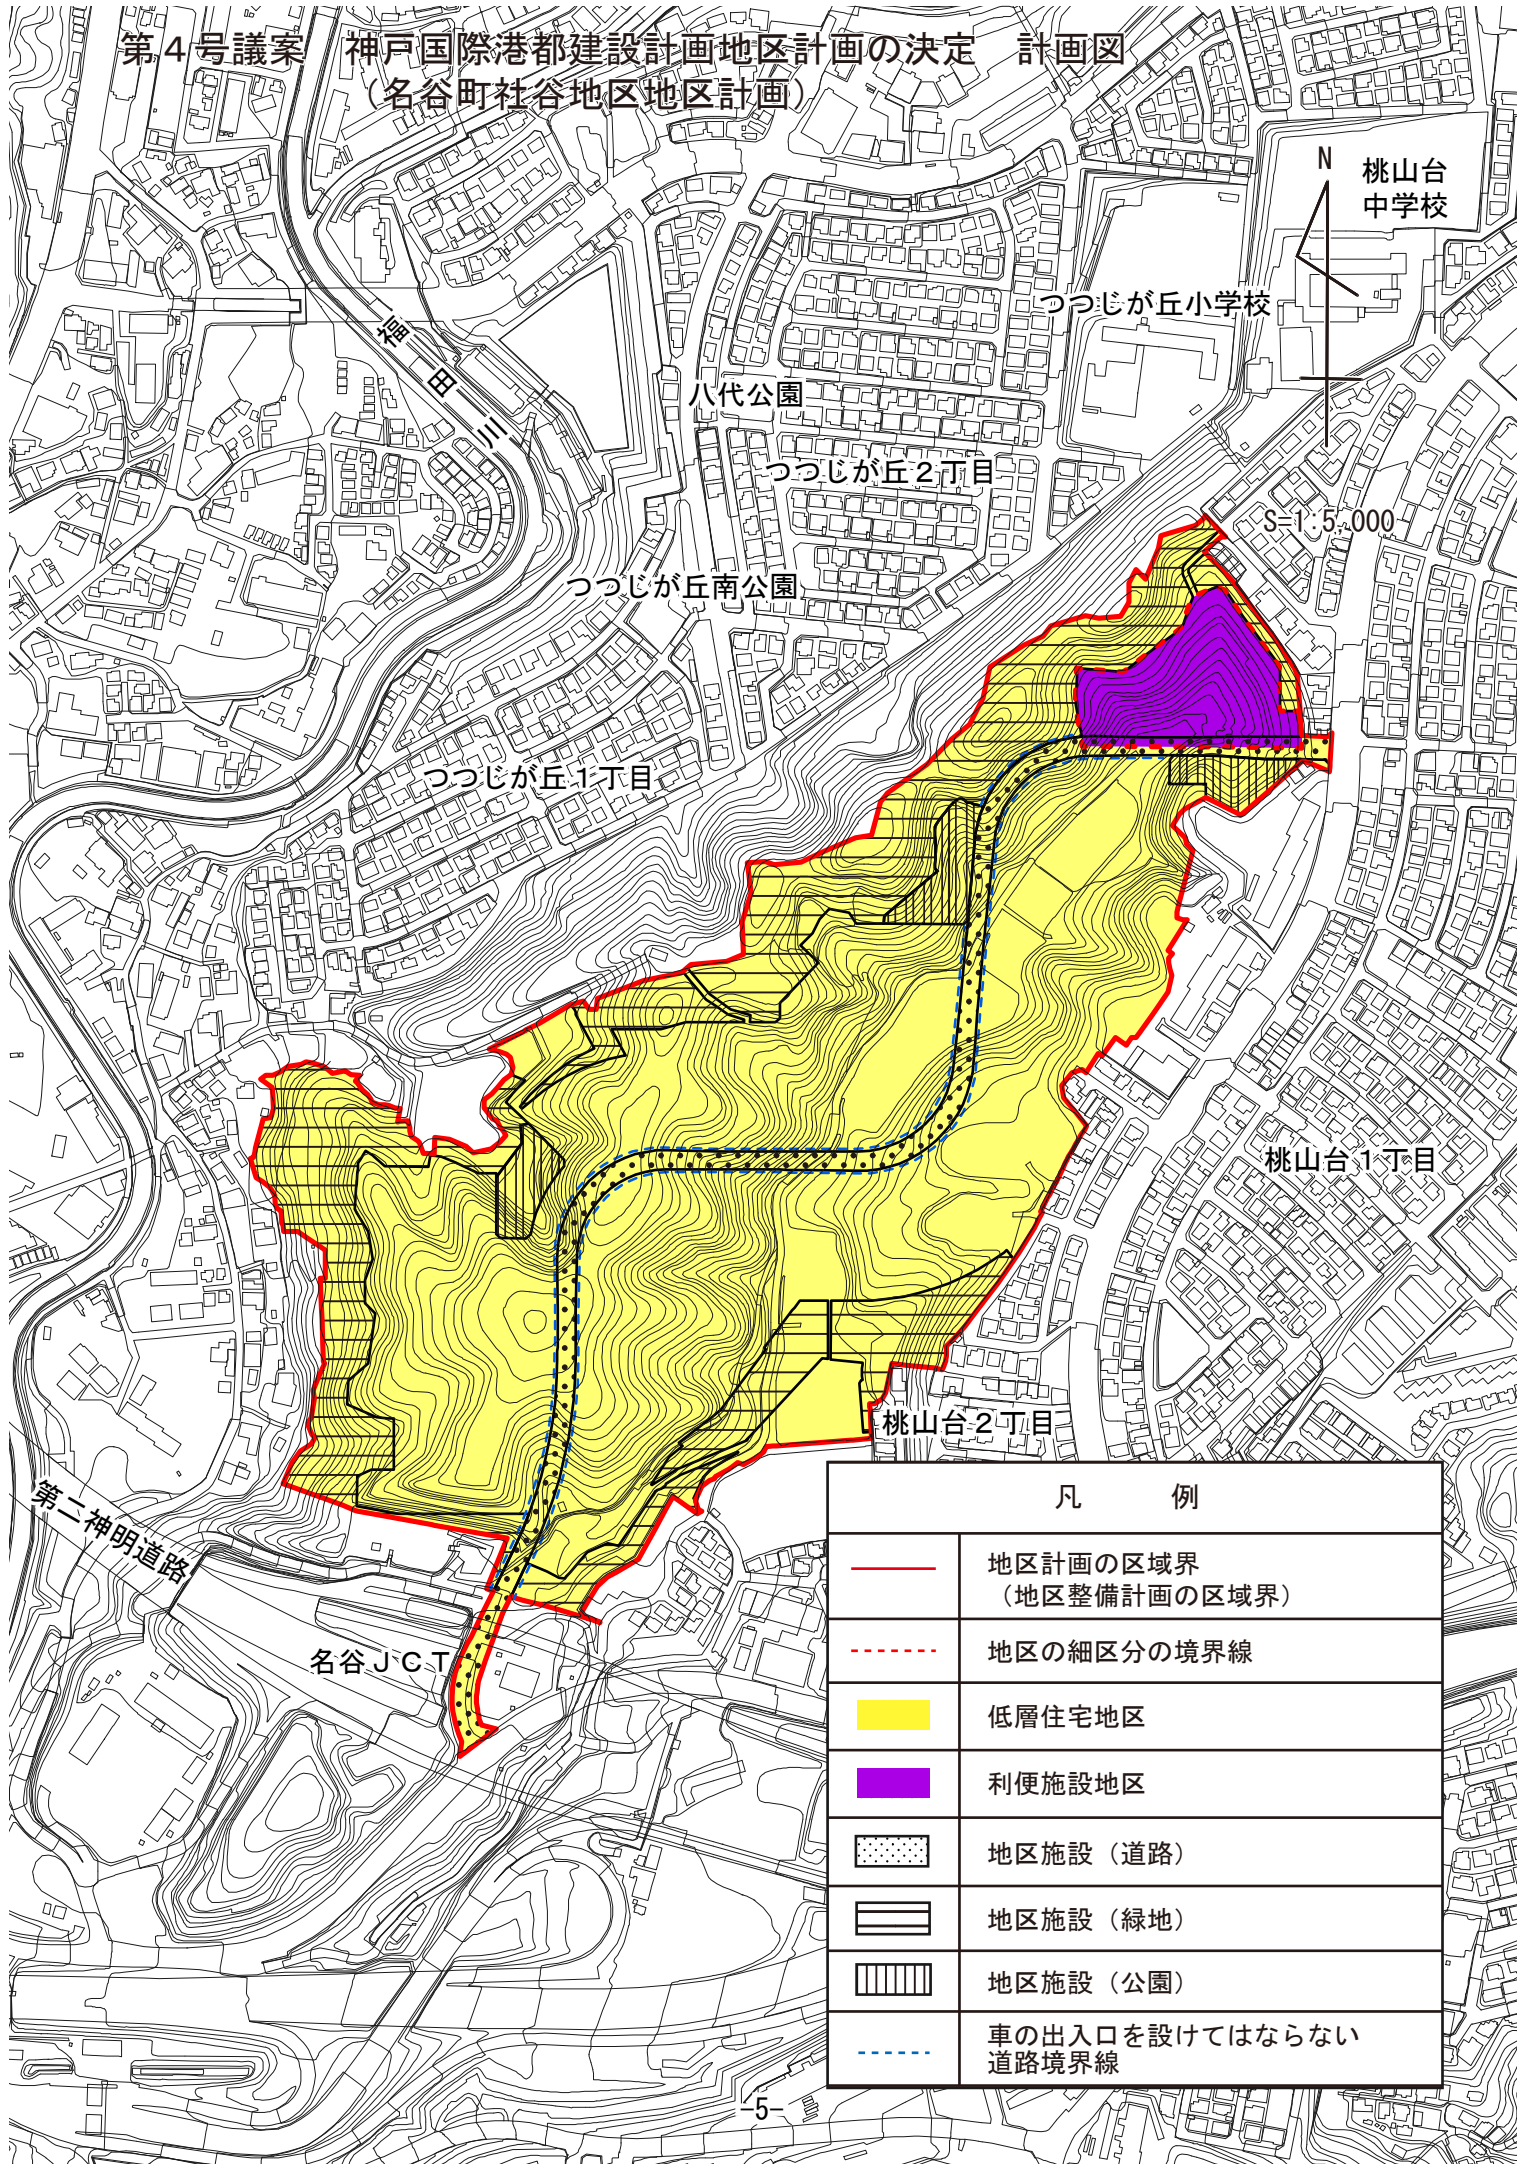 第４号議案　神戸国際港都建設計画地区計画の決定　計画図
（名谷町社谷地区地区計画）
N
桃山台
中学校
つつじが丘小学校
福田川
八代公園
つつじが丘２丁目
S=1:5,000
つつじが丘南公園
つつじが丘１丁目
桃山台１丁目
桃山台２丁目
第二神明道路
名谷ＪＣＴ
凡　例
地区計画の区域界
（地区整備計画の区域界）
地区の細区分の境界線
低層住宅地区
利便施設地区
地区施設（道路）
地区施設（緑地）
地区施設（公園）
車の出入口を設けてはならない
道路境界線
-5-